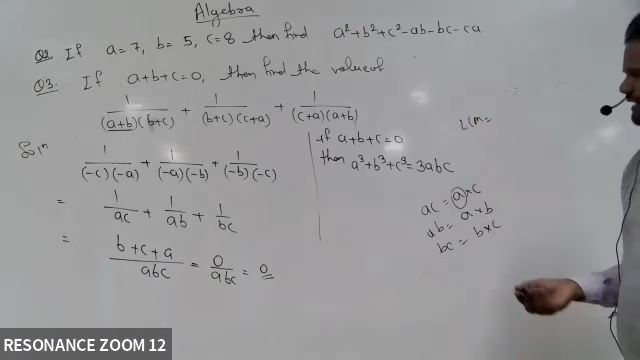 Algebra
Q2. If a=7, b=5, c=8 then find a²+b²+c²-ab-bc-ca
Q3. If a+b+c=0, then find the value of
1/(a+b)(b+c) + 1/(b+c)(c+a) + 1/(c+a)(a+b)
Solⁿ
1/(-c)(-a) + 1/(-a)(-b) + 1/(-b)(-c)
= 1/ac + 1/ab + 1/bc
= b+c+a/abc = 0/abc = 0
if a+b+c=0
then a³+b³+c³=3abc
LCM=
ac = a×c
ab = a×b
bc = b×c
RESONANCE ZOOM 12